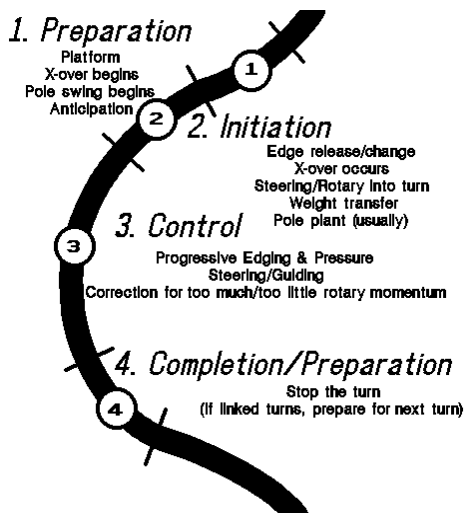 1. Preparation
Platform
X-over begins
Pole swing begins
Anticipation
1
2
2. Initiation
Edge release/change
X-over occurs
Steering/Rotary into turn
Weight transfer
Pole plant (usually)
3
3. Control
Progressive Edging & Pressure
Steering/Guiding
Correction for too much/too little rotary momentum
4. Completion/Preparation
Stop the turn
(If linked turns, prepare for next turn)
4